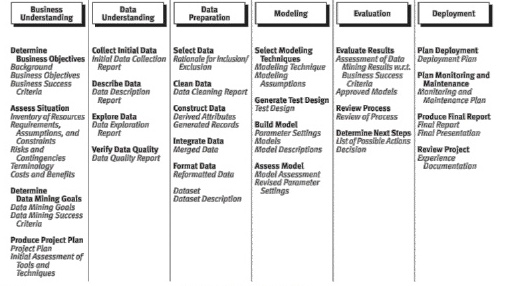 Business
Understanding
Data
Understanding
Data
Preparation
Modeling
Evaluation
Deployment
Determine
Business Objectives
Background
Business Objectives
Business Success
Criteria
Assess Situation
Inventory of Resources
Requirements,
Assumptions, and
Constraints
Risks and
Contingencies
Terminology
Costs and Benefits
Determine
Data Mining Goals
Data Mining Goals
Data Mining Success
Criteria
Produce Project Plan
Project Plan
Initial Assessment of
Tools and
Techniques
Collect Initial Data
Initial Data Collection
Report
Describe Data
Data Description
Report
Explore Data
Data Exploration
Report
Verify Data Quality
Data Quality Report
Select Data
Rationale for Inclusion/
Exclusion
Clean Data
Data Cleaning Report
Construct Data
Derived Attributes
Generated Records
Integrate Data
Merged Data
Format Data
Reformatted Data
Dataset
Dataset Description
Select Modeling
Techniques
Modeling Technique
Modeling
Assumptions
Generate Test Design
Test Design
Build Model
Parameter Settings
Models
Model Descriptions
Assess Model
Model Assessment
Revised Parameter
Settings
Evaluate Results
Assessment of Data
Mining Results w.r.t.
Business Success
Criteria
Approved Models
Review Process
Review of Process
Determine Next Steps
List of Possible Actions
Decision
Plan Deployment
Deployment Plan
Plan Monitoring and
Maintenance
Monitoring and
Maintenance Plan
Produce Final Report
Final Report
Final Presentation
Review Project
Experience
Documentation